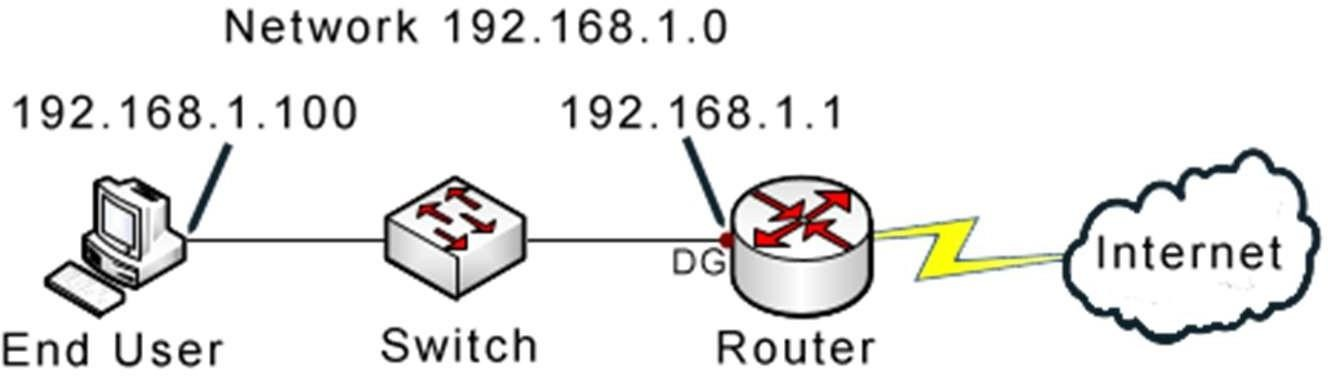 Network 192.168.1.0
192.168.1.100
192.168.1.1
DG
Internet
End User
Switch
Router